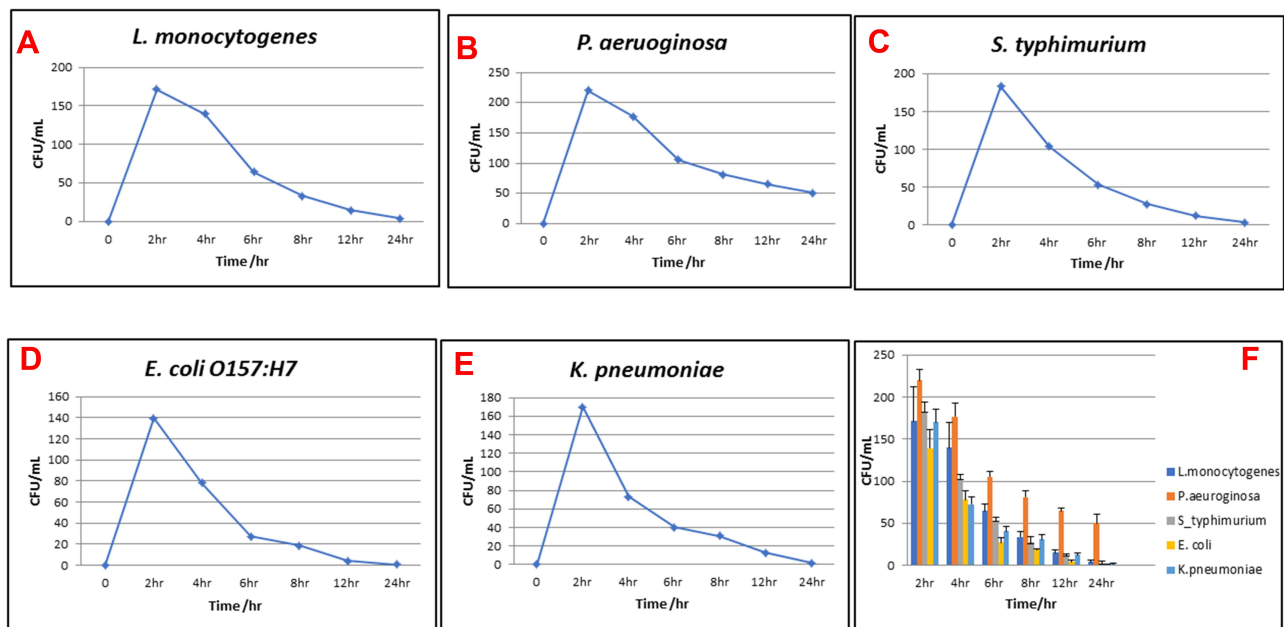 A
L. monocytogenes
CFU/mL
200
150
100
50
0
0 2hr 4hr 6hr 8hr 12hr 24hr
Time /hr
B
P. aeruoginosa
CFU/mL
250
200
150
100
50
0
0 2hr 4hr 6hr 8hr 12hr 24hr
Time /hr
C
S. typhimurium
CFU/mL
200
150
100
50
0
0 2hr 4hr 6hr 8hr 12hr 24hr
Time /hr
D
E. coli O157:H7
CFU/mL
160
140
120
100
80
60
40
20
0
0 2hr 4hr 6hr 8hr 12hr 24hr
Time /hr
E
K. pneumoniae
CFU/mL
180
160
140
120
100
80
60
40
20
0
0 2hr 4hr 6hr 8hr 12hr 24hr
Time /hr
F
CFU/mL
250
200
150
100
50
0
2hr 4hr 6hr 8hr 12hr 24hr
Time/hr
L.monocytogenes
P.aeuroginosa
S_typhimurium
E. coli
K.pneumoniae